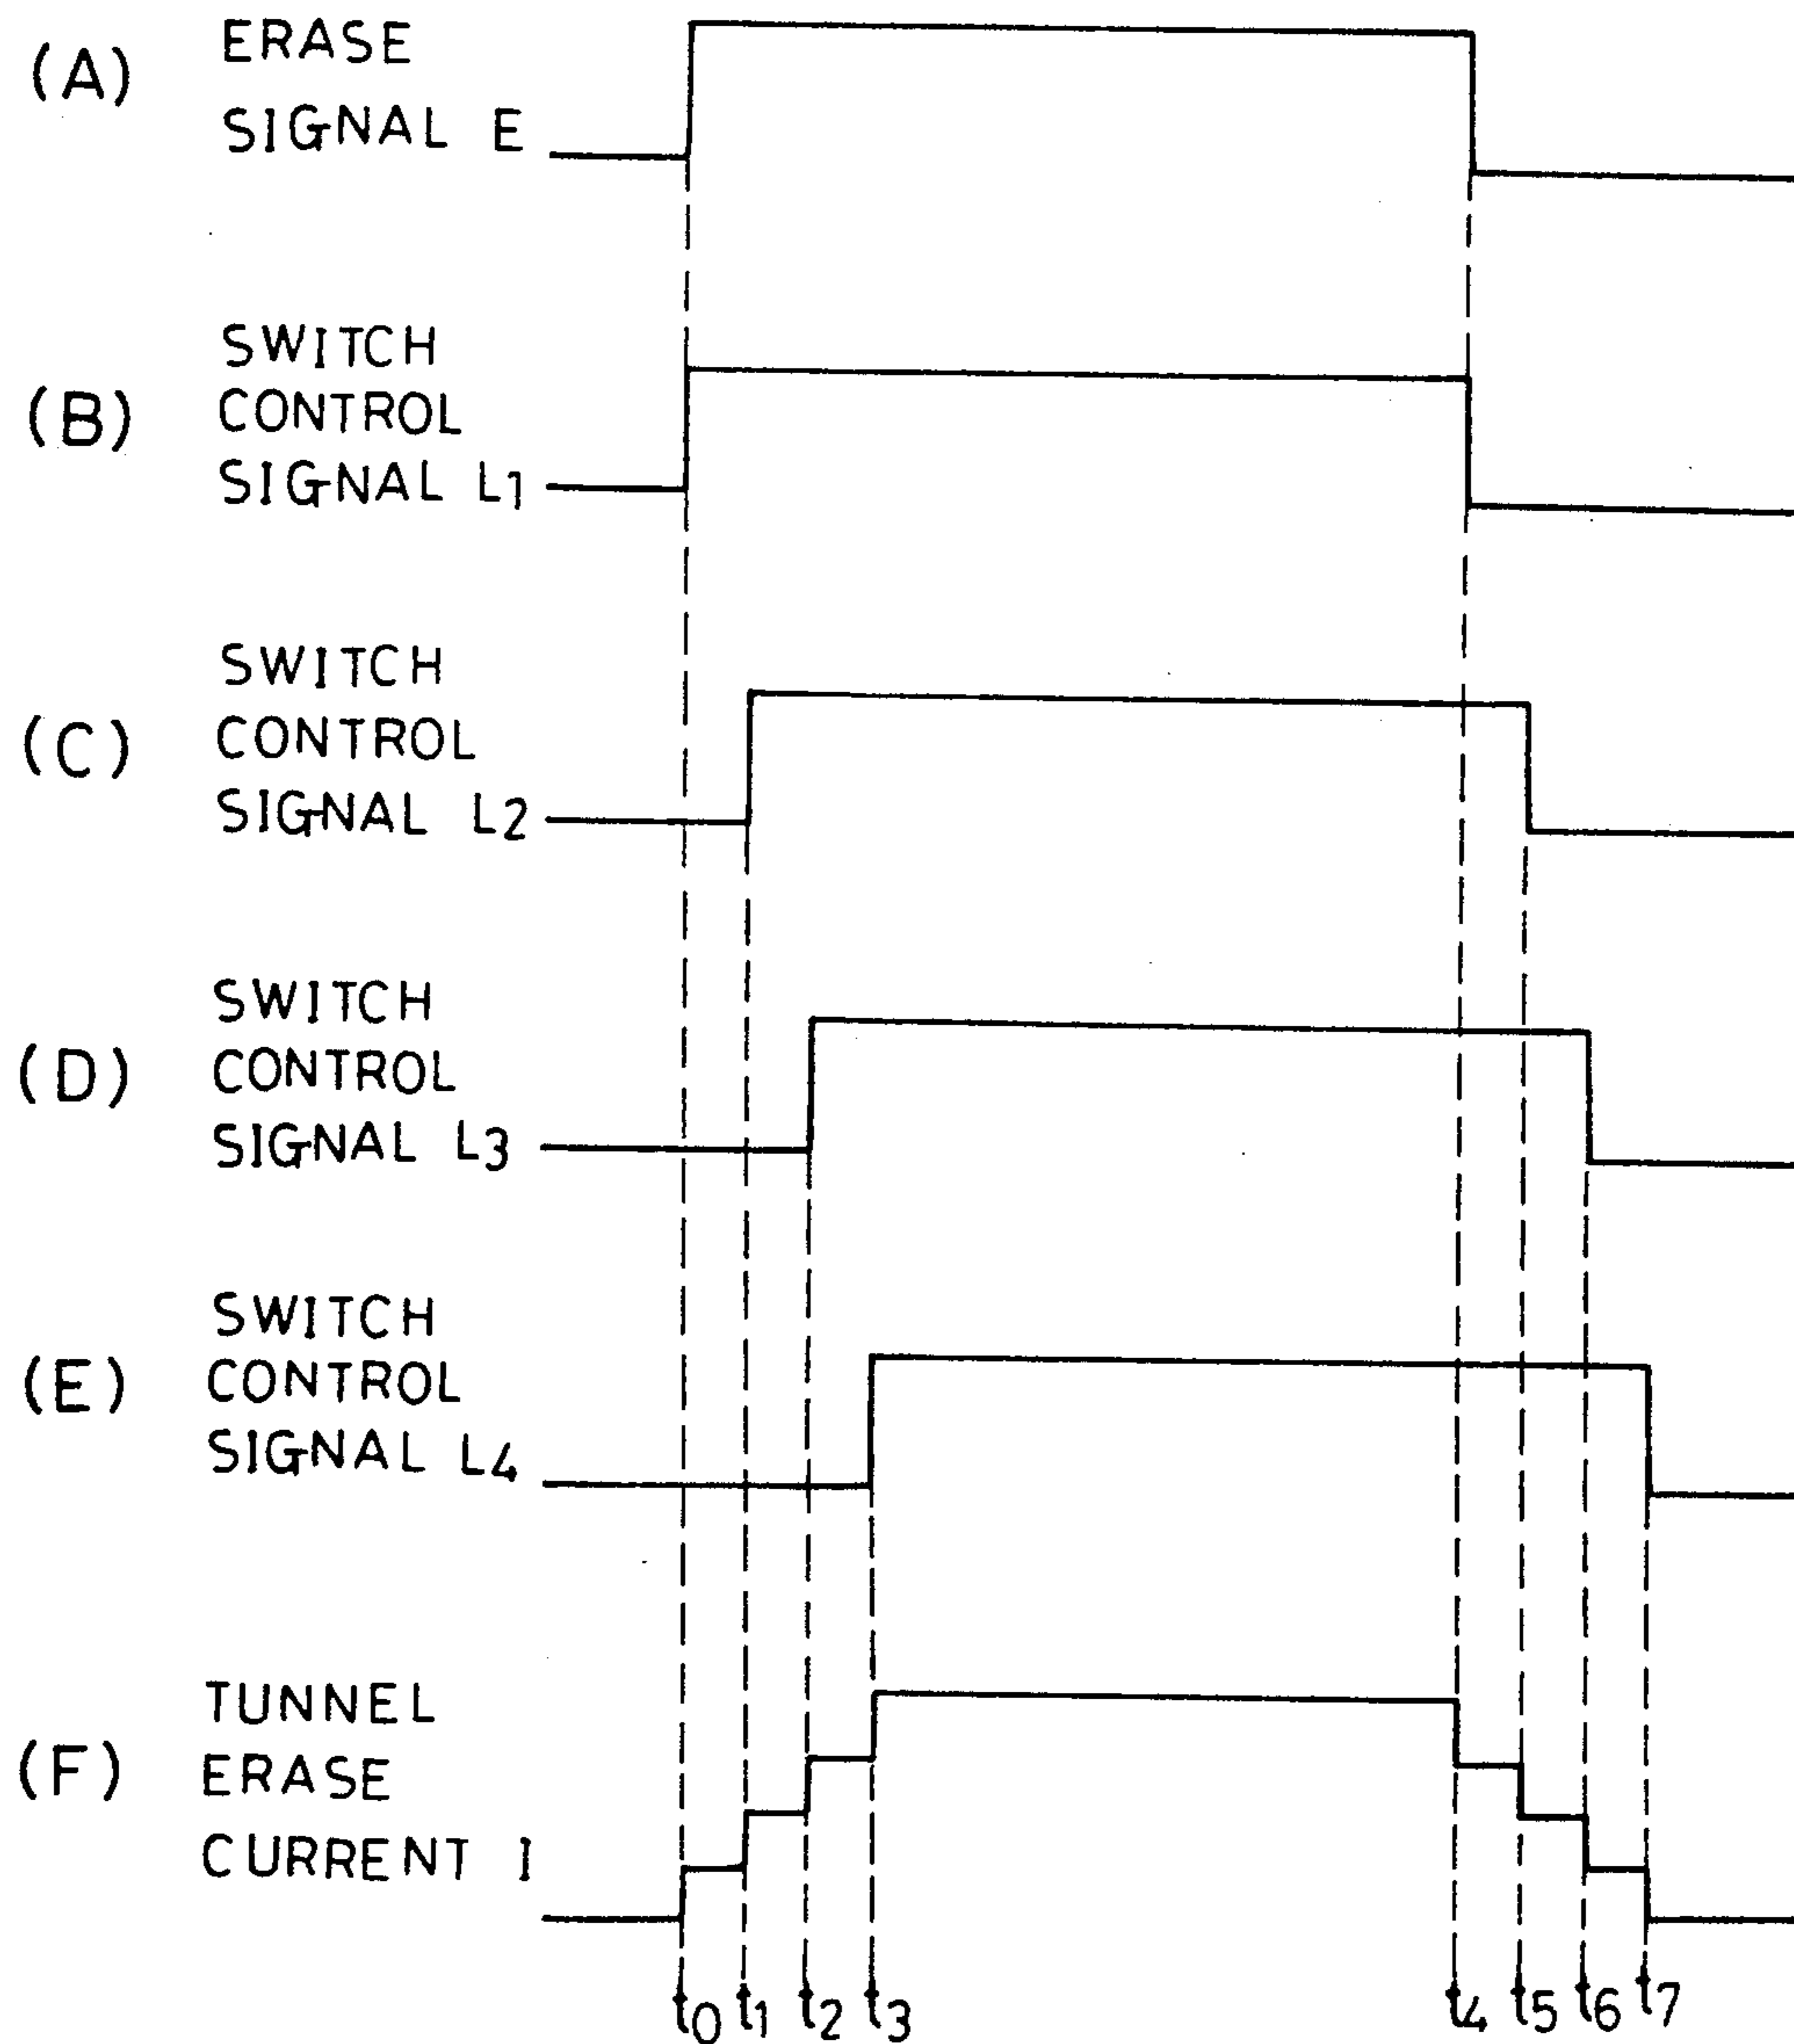 (A) ERASE
SIGNAL E
(B) SWITCH
CONTROL
SIGNAL L1
(C) SWITCH
CONTROL
SIGNAL L2
(D) SWITCH
CONTROL
SIGNAL L3
(E) SWITCH
CONTROL
SIGNAL L4
(F) TUNNEL
ERASE
CURRENT I
t0 t1 t2 t3 t4 t5 t6 t7